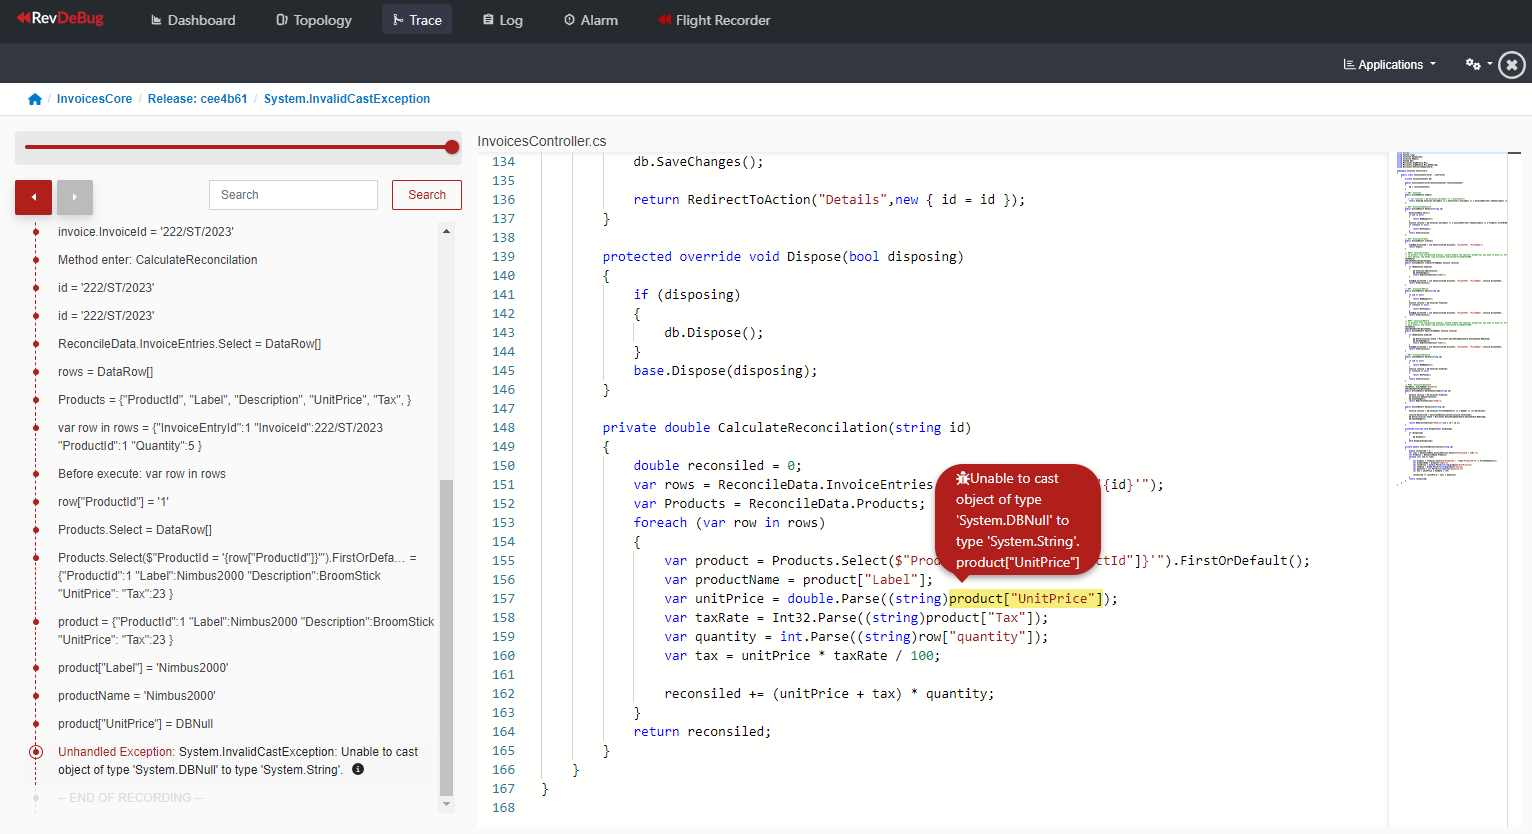 RevDeBug
Dashboard
Topology
Trace
Log
Alarm
Flight Recorder
Applications
InvoicesCore / Release: cee4b61 / System.InvalidCastException
Search
Search
invoice.InvoiceId = '222/ST/2023'
Method enter: CalculateReconcilation
id = '222/ST/2023'
id = '222/ST/2023'
ReconcileData.InvoiceEntries.Select = DataRow[]
rows = DataRow[]
Products = {"ProductId", "Label", "Description", "UnitPrice", "Tax", }
var row in rows = {"InvoiceEntryId":1 "InvoiceId":222/ST/2023
"ProductId":1 "Quantity":5 }
Before execute: var row in rows
row["ProductId"] = '1'
Products.Select = DataRow[]
Products.Select($"ProductId = '{row["ProductId"]}'").FirstOrDefa... =
{"ProductId":1 "Label":Nimbus2000 "Description":BroomStick
"UnitPrice": "Tax":23 }
product = {"ProductId":1 "Label":Nimbus2000 "Description":BroomStick
"UnitPrice": "Tax":23 }
product["Label"] = 'Nimbus2000'
productName = 'Nimbus2000'
product["UnitPrice"] = DBNull
Unhandled Exception: System.InvalidCastException: Unable to cast
object of type 'System.DBNull' to type 'System.String'.
-- END OF RECORDING --
InvoicesController.cs
134 db.SaveChanges();
135
136 return RedirectToAction("Details",new { id = id });
137 }
138
139 protected override void Dispose(bool disposing)
140 {
141 if (disposing)
142 {
143 db.Dispose();
144 }
145 base.Dispose(disposing);
146 }
147
148 private double CalculateReconcilation(string id)
149 {
150 double reconsiled = 0;
151 var rows = ReconcileData.InvoiceEntries '{id}'");
152 var Products = ReconcileData.Products;
153 foreach (var row in rows)
154 {
155 var product = Products.Select($"Pro ctId"]}'").FirstOrDefault();
156 var productName = product["Label"];
157 var unitPrice = double.Parse((string)product["UnitPrice"]);
158 var taxRate = Int32.Parse((string)product["Tax"]);
159 var quantity = int.Parse((string)row["quantity"]);
160 var tax = unitPrice * taxRate / 100;
161
162 reconsiled += (unitPrice + tax) * quantity;
163 }
164 return reconsiled;
165 }
166 }
167 }
168
Unable to cast
object of type
'System.DBNull' to
type 'System.String'.
product["UnitPrice"]